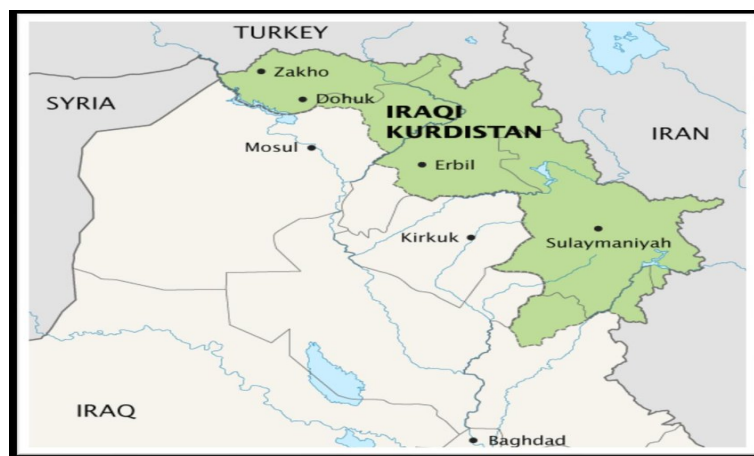 TURKEY
Zakho
SYRIA
Dohuk
IRAQI
KURDISTAN
IRAN
Mosul
Erbil
Kirkuk
Sulaymaniyah
IRAQ
Baghdad